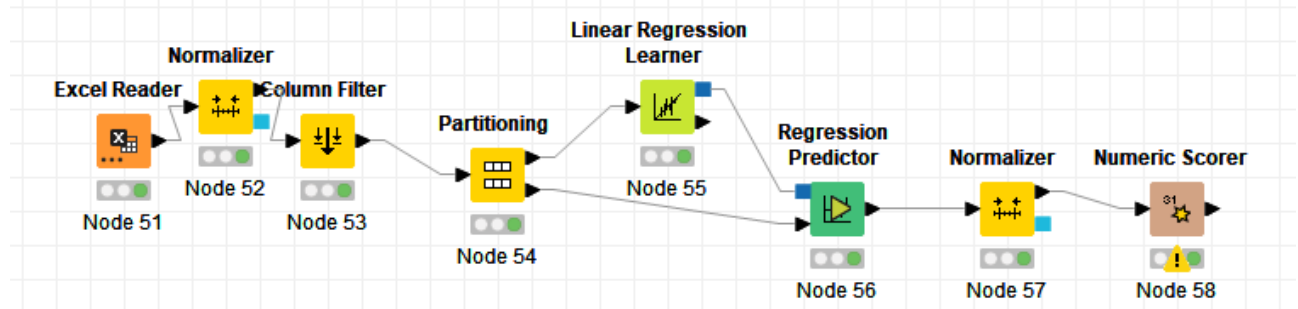 Excel Reader
Node 51
Normalizer
Node 52
Column Filter
Node 53
Partitioning
Node 54
Linear Regression
Learner
Node 55
Regression
Predictor
Node 56
Normalizer
Node 57
Numeric Scorer
31
Node 58